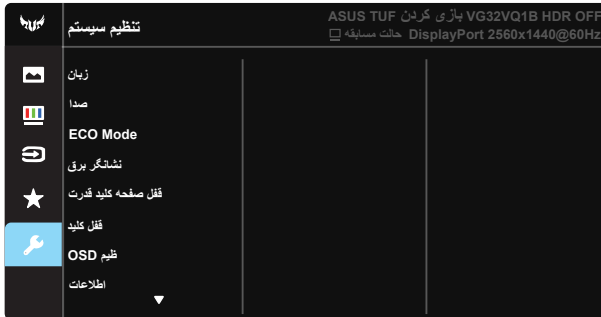 ASUS TUF بازی کردن VG32VQ1B HDR OFF
DisplayPort 2560x1440@60Hz حالت مسابقه
تنظیم سیستم
زبان
صدا
ECO Mode
نشانگر برق
قفل صفحه کلید قدرت
قفل کلید
ظیم OSD
اطلاعات